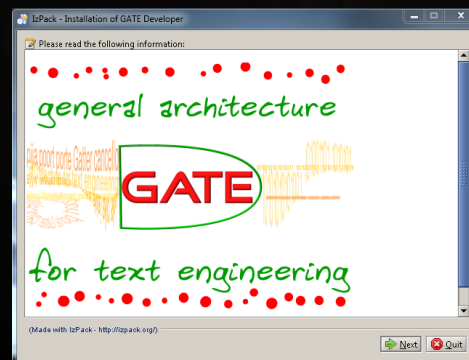 IzPack - Installation of GATE Developer
Please read the following information:
general architecture
GATE
for text engineering
(Made with IzPack - http://izpack.org/)
Next Quit